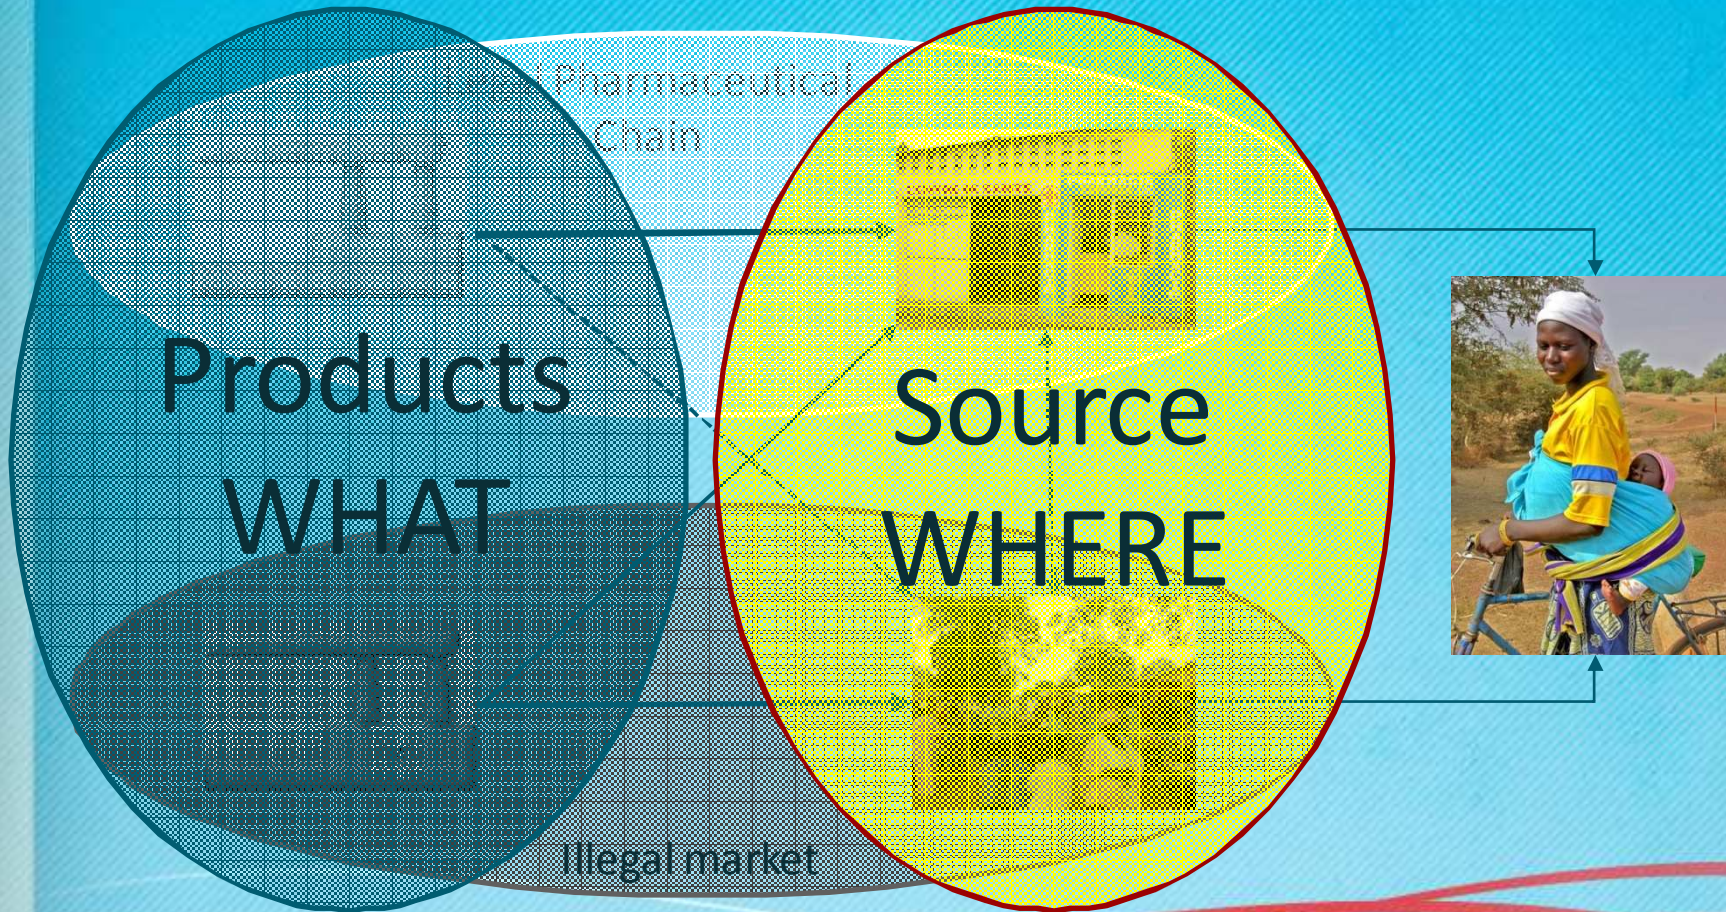 Pharmaceutical
Chain
Products
WHAT
Source
WHERE
Illegal market